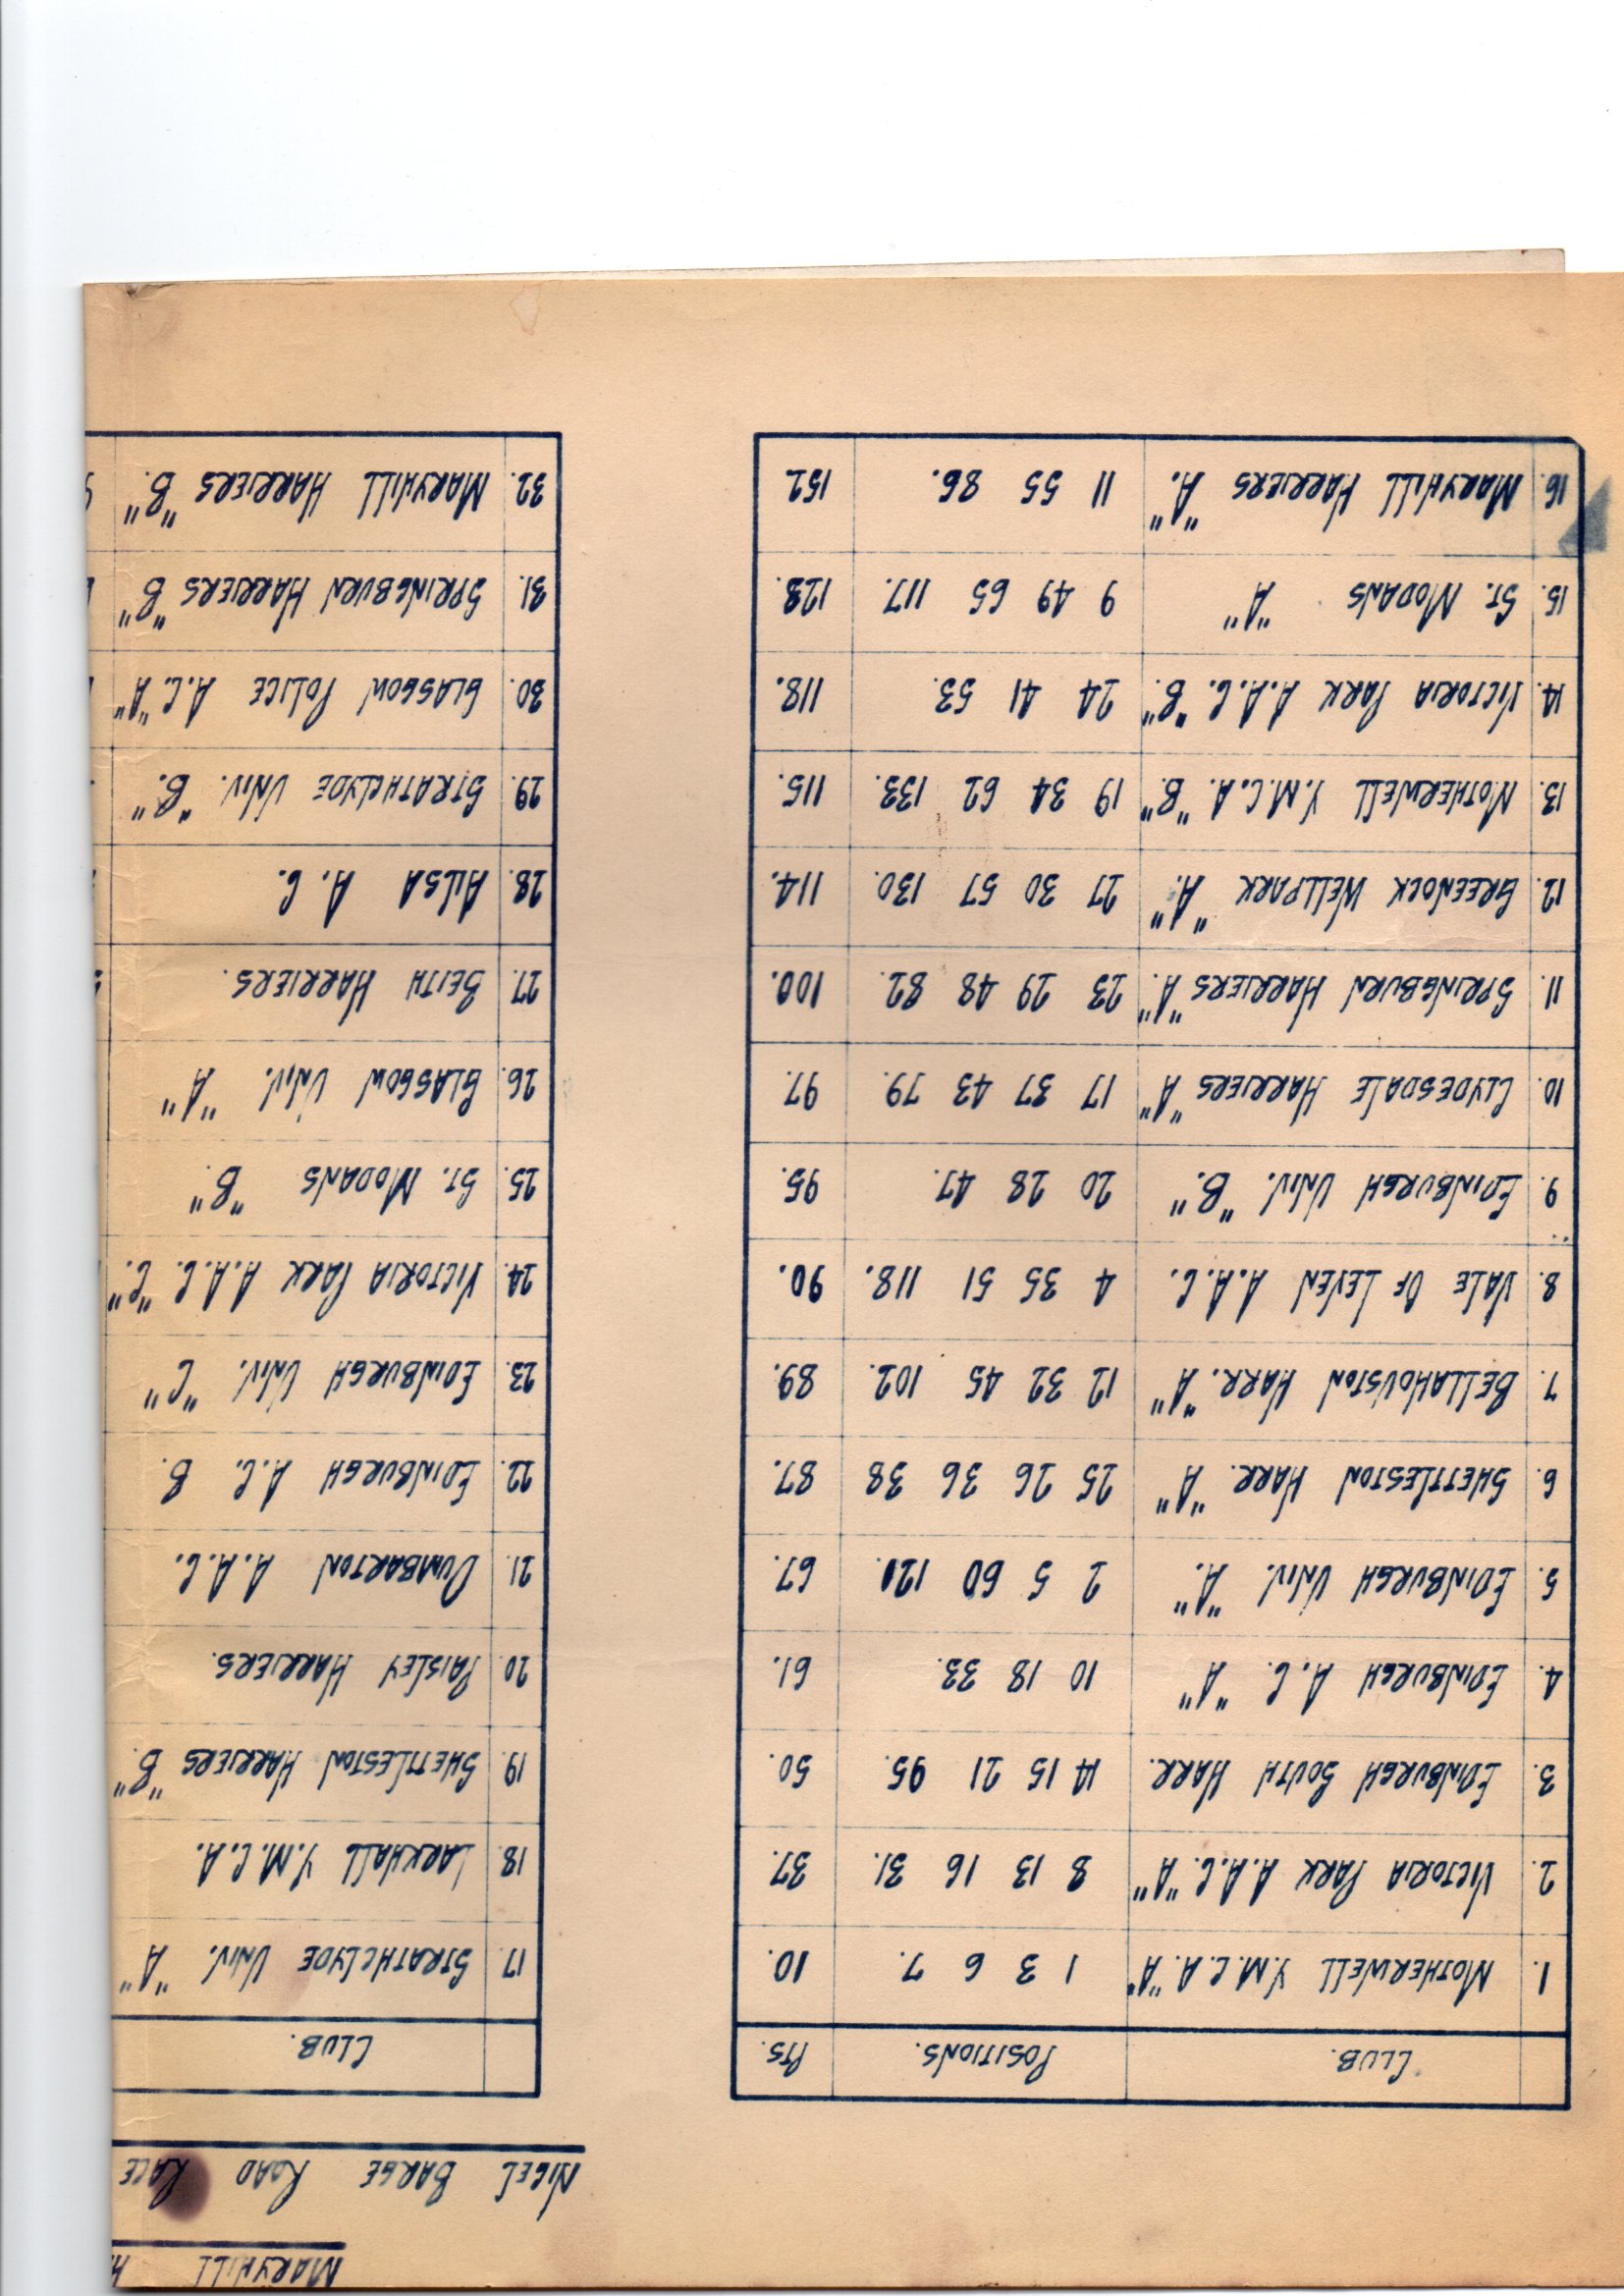 MARYHILL
NIGEL BARGE ROAD RACE
CLUB. POSITIONS. PTS.
1. MOTHERWELL Y.M.C.A "A" 1 3 6 7. 10.
2. VICTORIA PARK A.A.C. "A" 8 13 16 31. 37.
3. EDINBURGH SOUTH HARR. 14 15 21 95. 50.
4. EDINBURGH A.C. "A" 10 18 33. 61.
5. EDINBURGH UNIV. "A". 2 5 60 120. 67.
6. SHETTLESTON HARR. "A" 25 26 36 38 87.
7. BELLAHOUSTON HARR. "A" 12 32 45 102. 89.
8. VALE OF LEVEN A.A.C. 4 35 51 118. 90.
9. EDINBURGH UNIV. "B". 20 28 47. 95.
10. CLYDESDALE HARRIERS "A" 17 37 43 79. 97.
11. SPRINGBURN HARRIERS "A". 23 29 48 82. 100.
12. GREENOCK WELLPARK "A". 27 30 57 130. 114.
13. MOTHERWELL Y.M.C.A. "B". 19 34 62 133. 115.
14. VICTORIA PARK A.A.C. "B". 24 41 53. 118.
15. ST. MODANS "A" 9 49 65 117. 123.
16. MARYHILL HARRIERS "A". 11 55 86. 152.
CLUB.
17. STRATHCLYDE UNIV. "A"
18. LARKHALL Y.M.C.A.
19. SHETTLESTON HARRIERS "B".
20. PAISLEY HARRIERS.
21. DUMBARTON A.A.C.
22. EDINBURGH A.C. B.
23. EDINBURGH UNIV. "C"
24. VICTORIA PARK A.A.C. "C".
25. ST. MODANS "B".
26. GLASGOW UNIV. "A"
27. BEITH HARRIERS.
28. AILSA A.C.
29. STRATHCLYDE UNIV. "B".
30. GLASGOW POLICE A.C. "A"
31. SPRINGBURN HARRIERS "B"
32. MARYHILL HARRIERS "B".